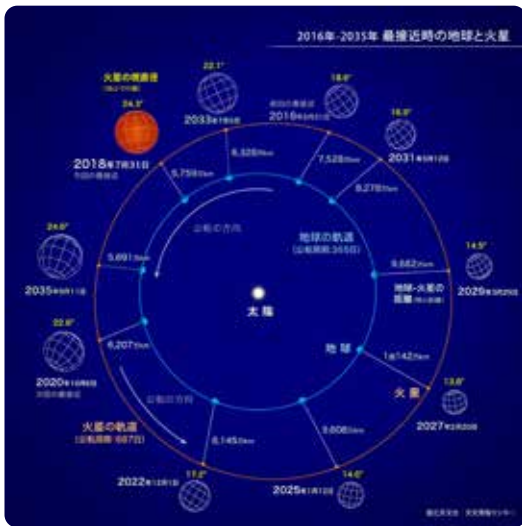 2016年-2035年 最接近時の地球と火星
火星の視直径
24.3"
2018年7月31日
今回の最接近
22.1"
2033年7月5日
18.6"
前回の最接近
2016年5月31日
16.9"
2031年5月12日
14.5"
2029年3月29日
13.8"
2027年2月20日
14.6"
2025年1月12日
17.2"
2022年12月1日
22.6"
2020年10月6日
次回の最接近
24.6"
2035年9月11日
5,759万km
6,328万km
7,528万km
8,278万km
9,682万km
1億142万km
9,608万km
8,145万km
6,207万km
5,691万km
公転の方向
地球の軌道
(公転周期:365日)
地球-火星の
距離
太陽
地球
火星
公転の方向
火星の軌道
(公転周期:687日)
国立天文台 天文情報センター